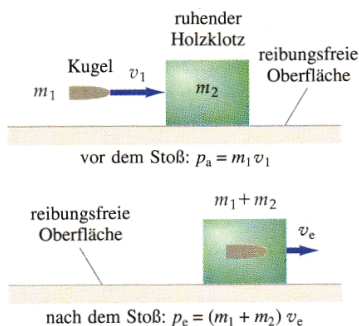 ruhender
Holzklotz
reibungsfreie
Oberfläche
Kugel
v₁
m₁
m₂
vor dem Stoß: pₐ = m₁v₁
m₁ + m₂
reibungsfreie
Oberfläche
vₑ
nach dem Stoß: pₑ = (m₁ + m₂) vₑ